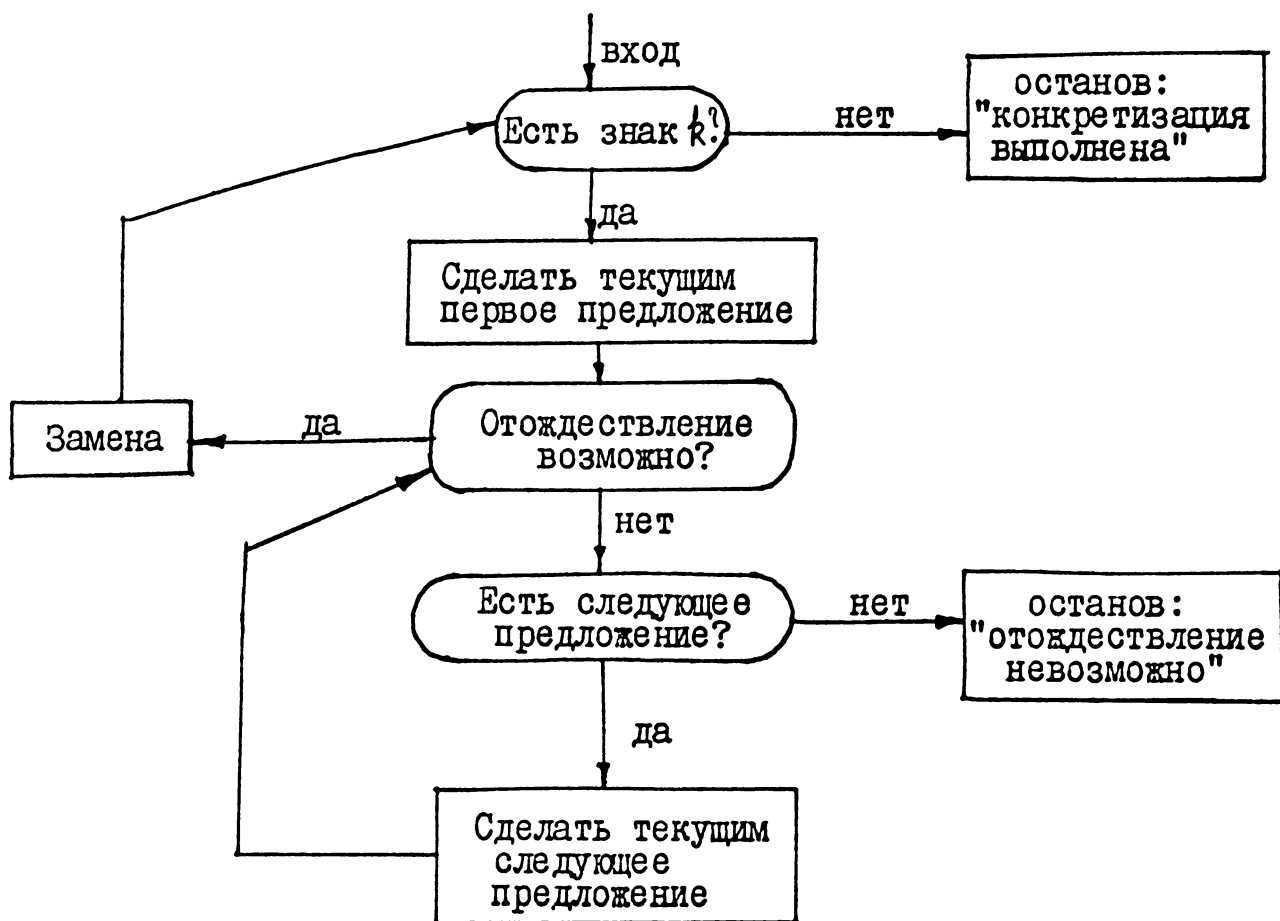 вход
Есть знак k?
нет
останов:
"конкретизация
выполнена"
да
Сделать текущим
первое предложение
Замена
да
Отождествление
возможно?
нет
Есть следующее
предложение?
нет
останов:
"отождествление
невозможно"
да
Сделать текущим
следующее
предложение